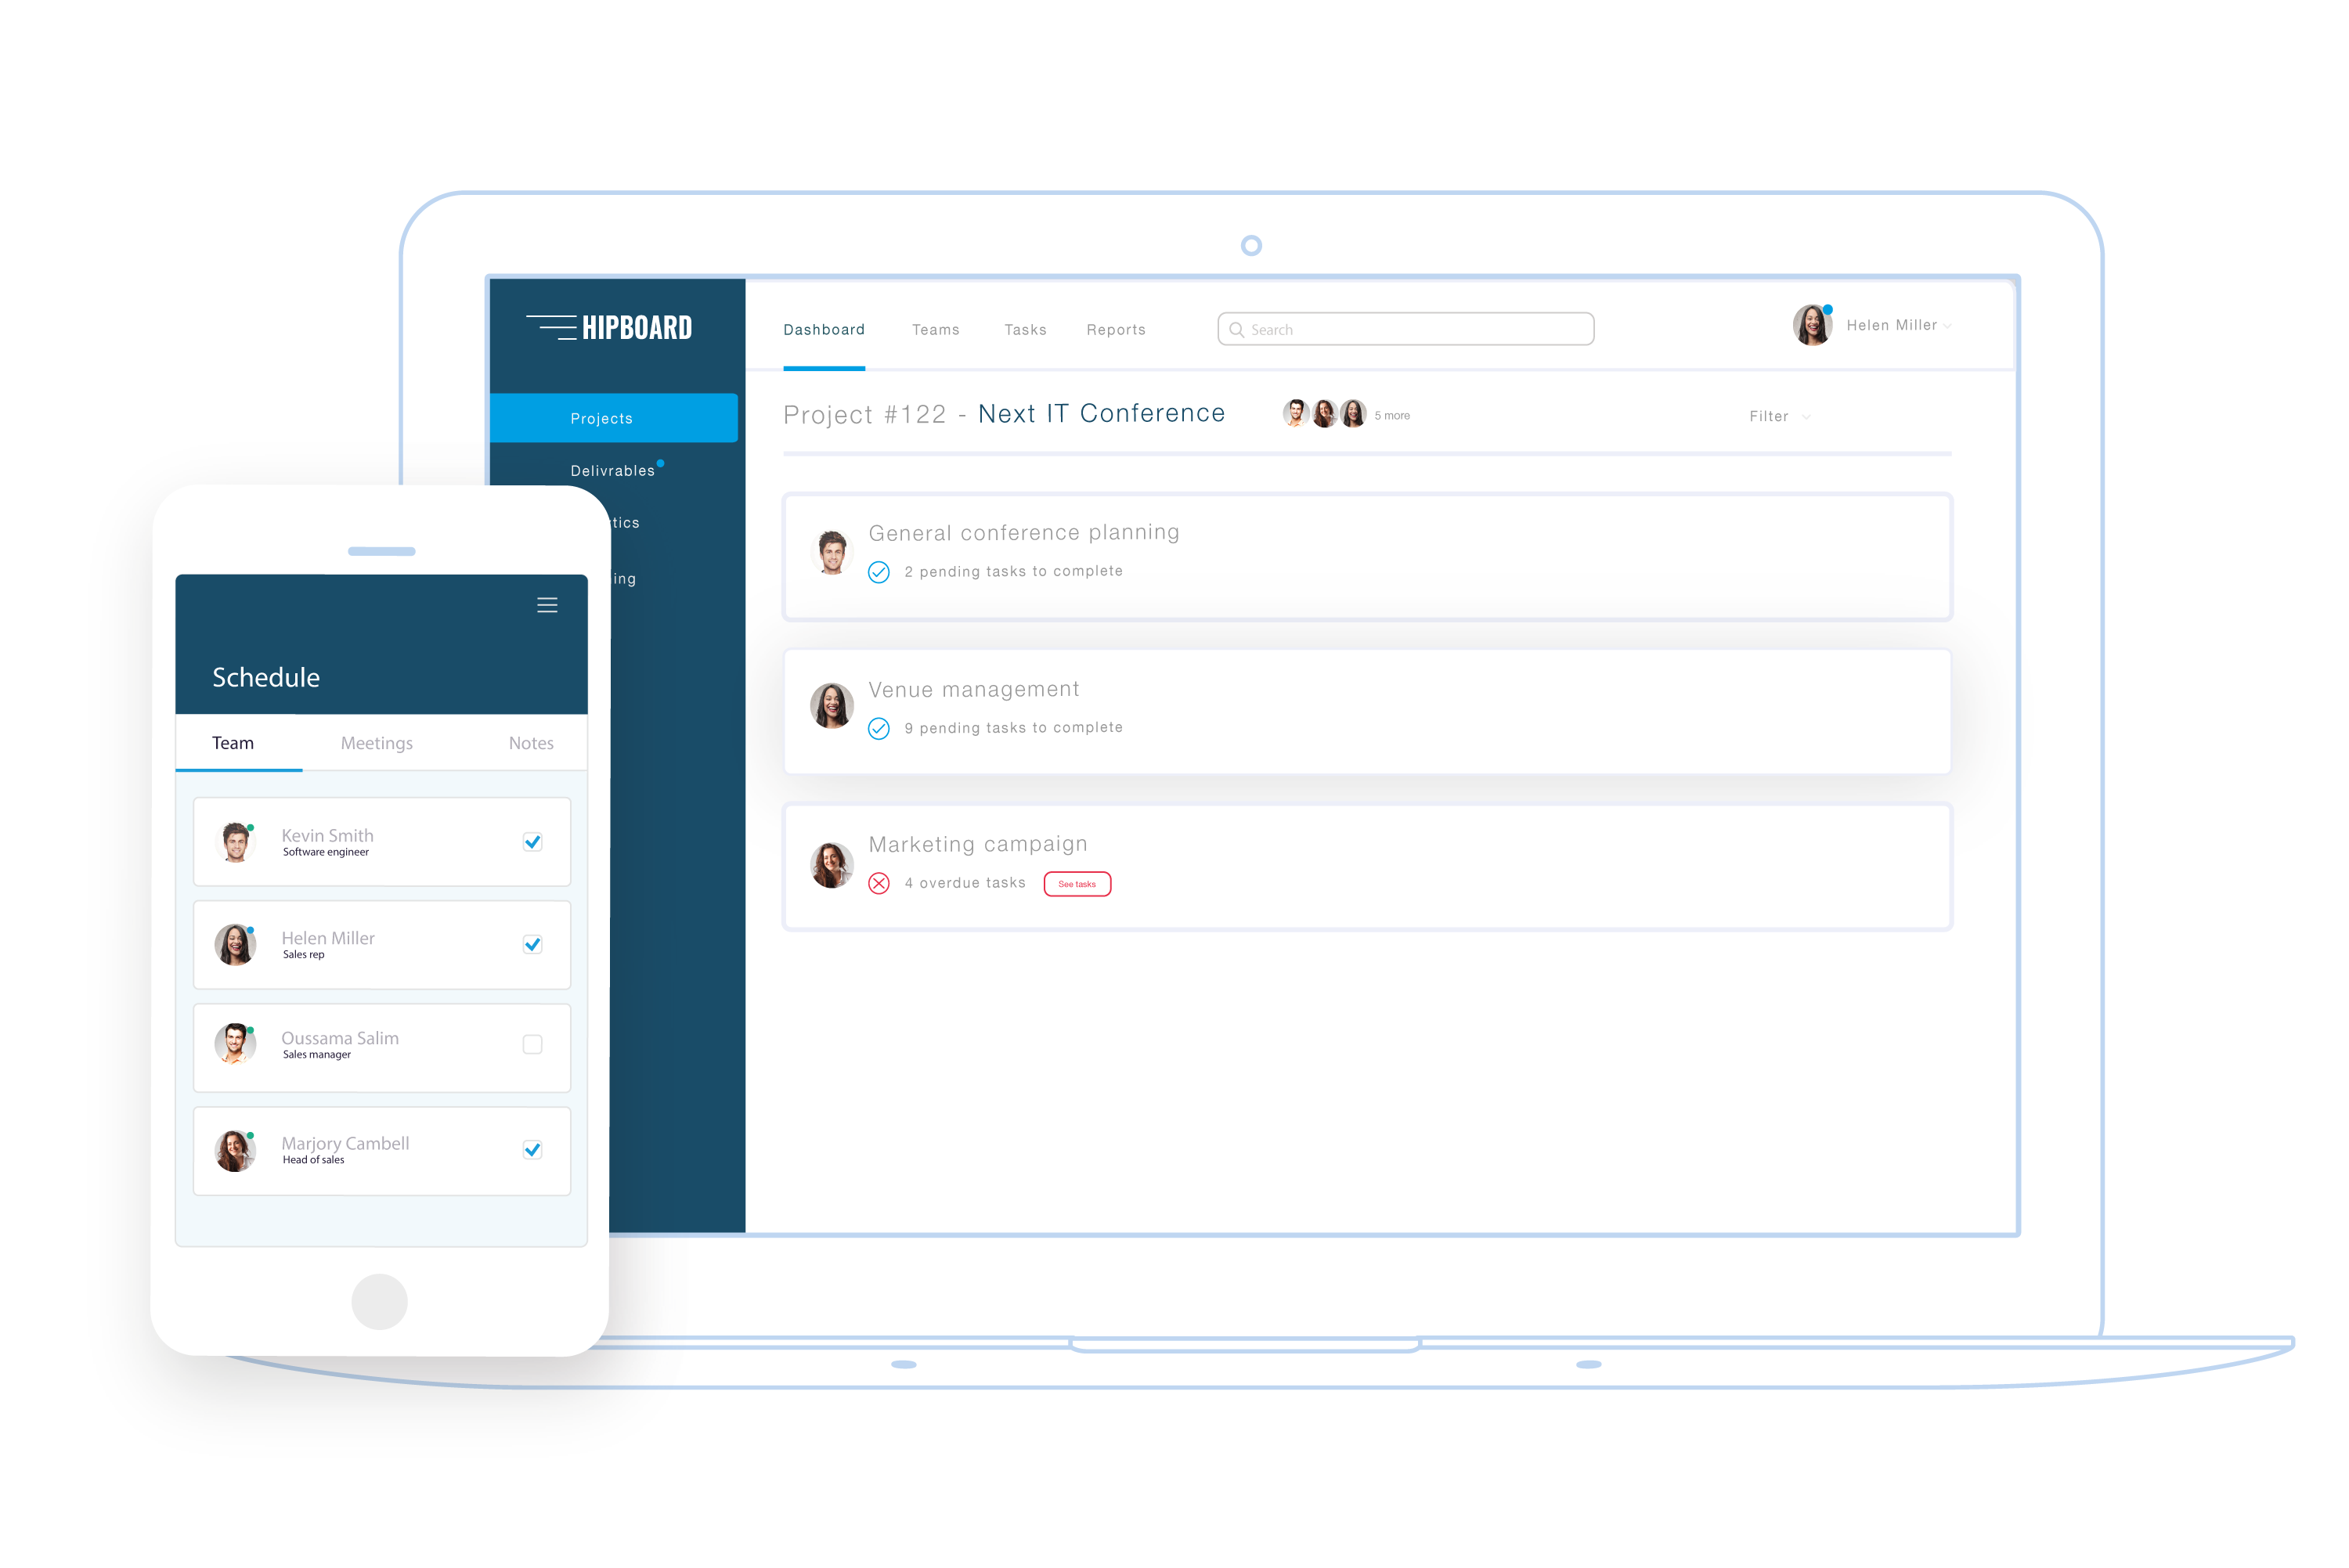 HIPBOARD
Dashboard Teams Tasks Reports
Search
Helen Miller
Projects
Delivrables
Project #122 - Next IT Conference
5 more
Filter
General conference planning
2 pending tasks to complete
Venue management
9 pending tasks to complete
Marketing campaign
4 overdue tasks
See tasks
Schedule
Team Meetings Notes
Kevin Smith
Software engineer
Helen Miller
Sales rep
Oussama Salim
Sales manager
Marjory Cambell
Head of sales